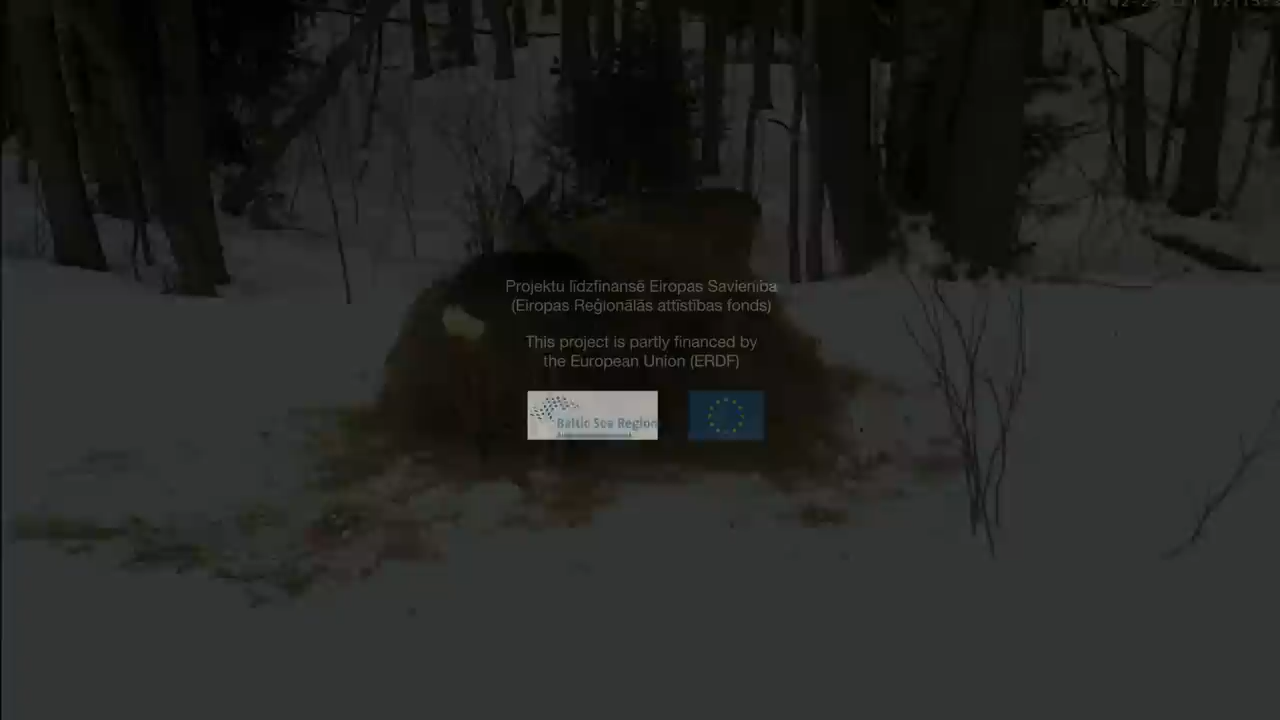 Projektu līdzfinansē Eiropas Savienība
(Eiropas Reģionālās attīstības fonds)
This project is partly financed by
the European Union (ERDF)
Baltic Sea Region